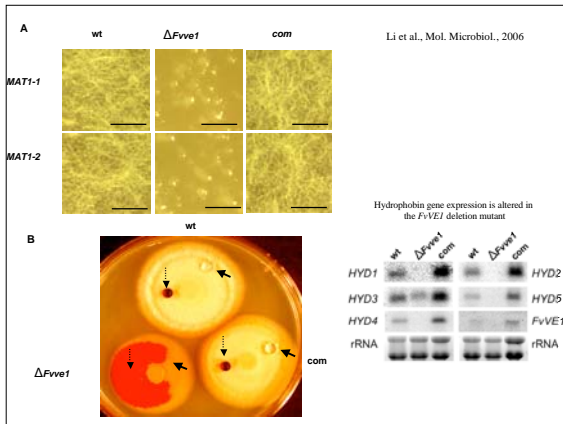 A
wt
ΔFvve1
com
Li et al., Mol. Microbiol., 2006
MAT1-1
MAT1-2
wt
B
ΔFvve1
com
Hydrophobin gene expression is altered in
the FvVE1 deletion mutant
wt ΔFvve1 com wt ΔFvve1 com
HYD1 HYD2
HYD3 HYD5
HYD4 FvVE1
rRNA rRNA